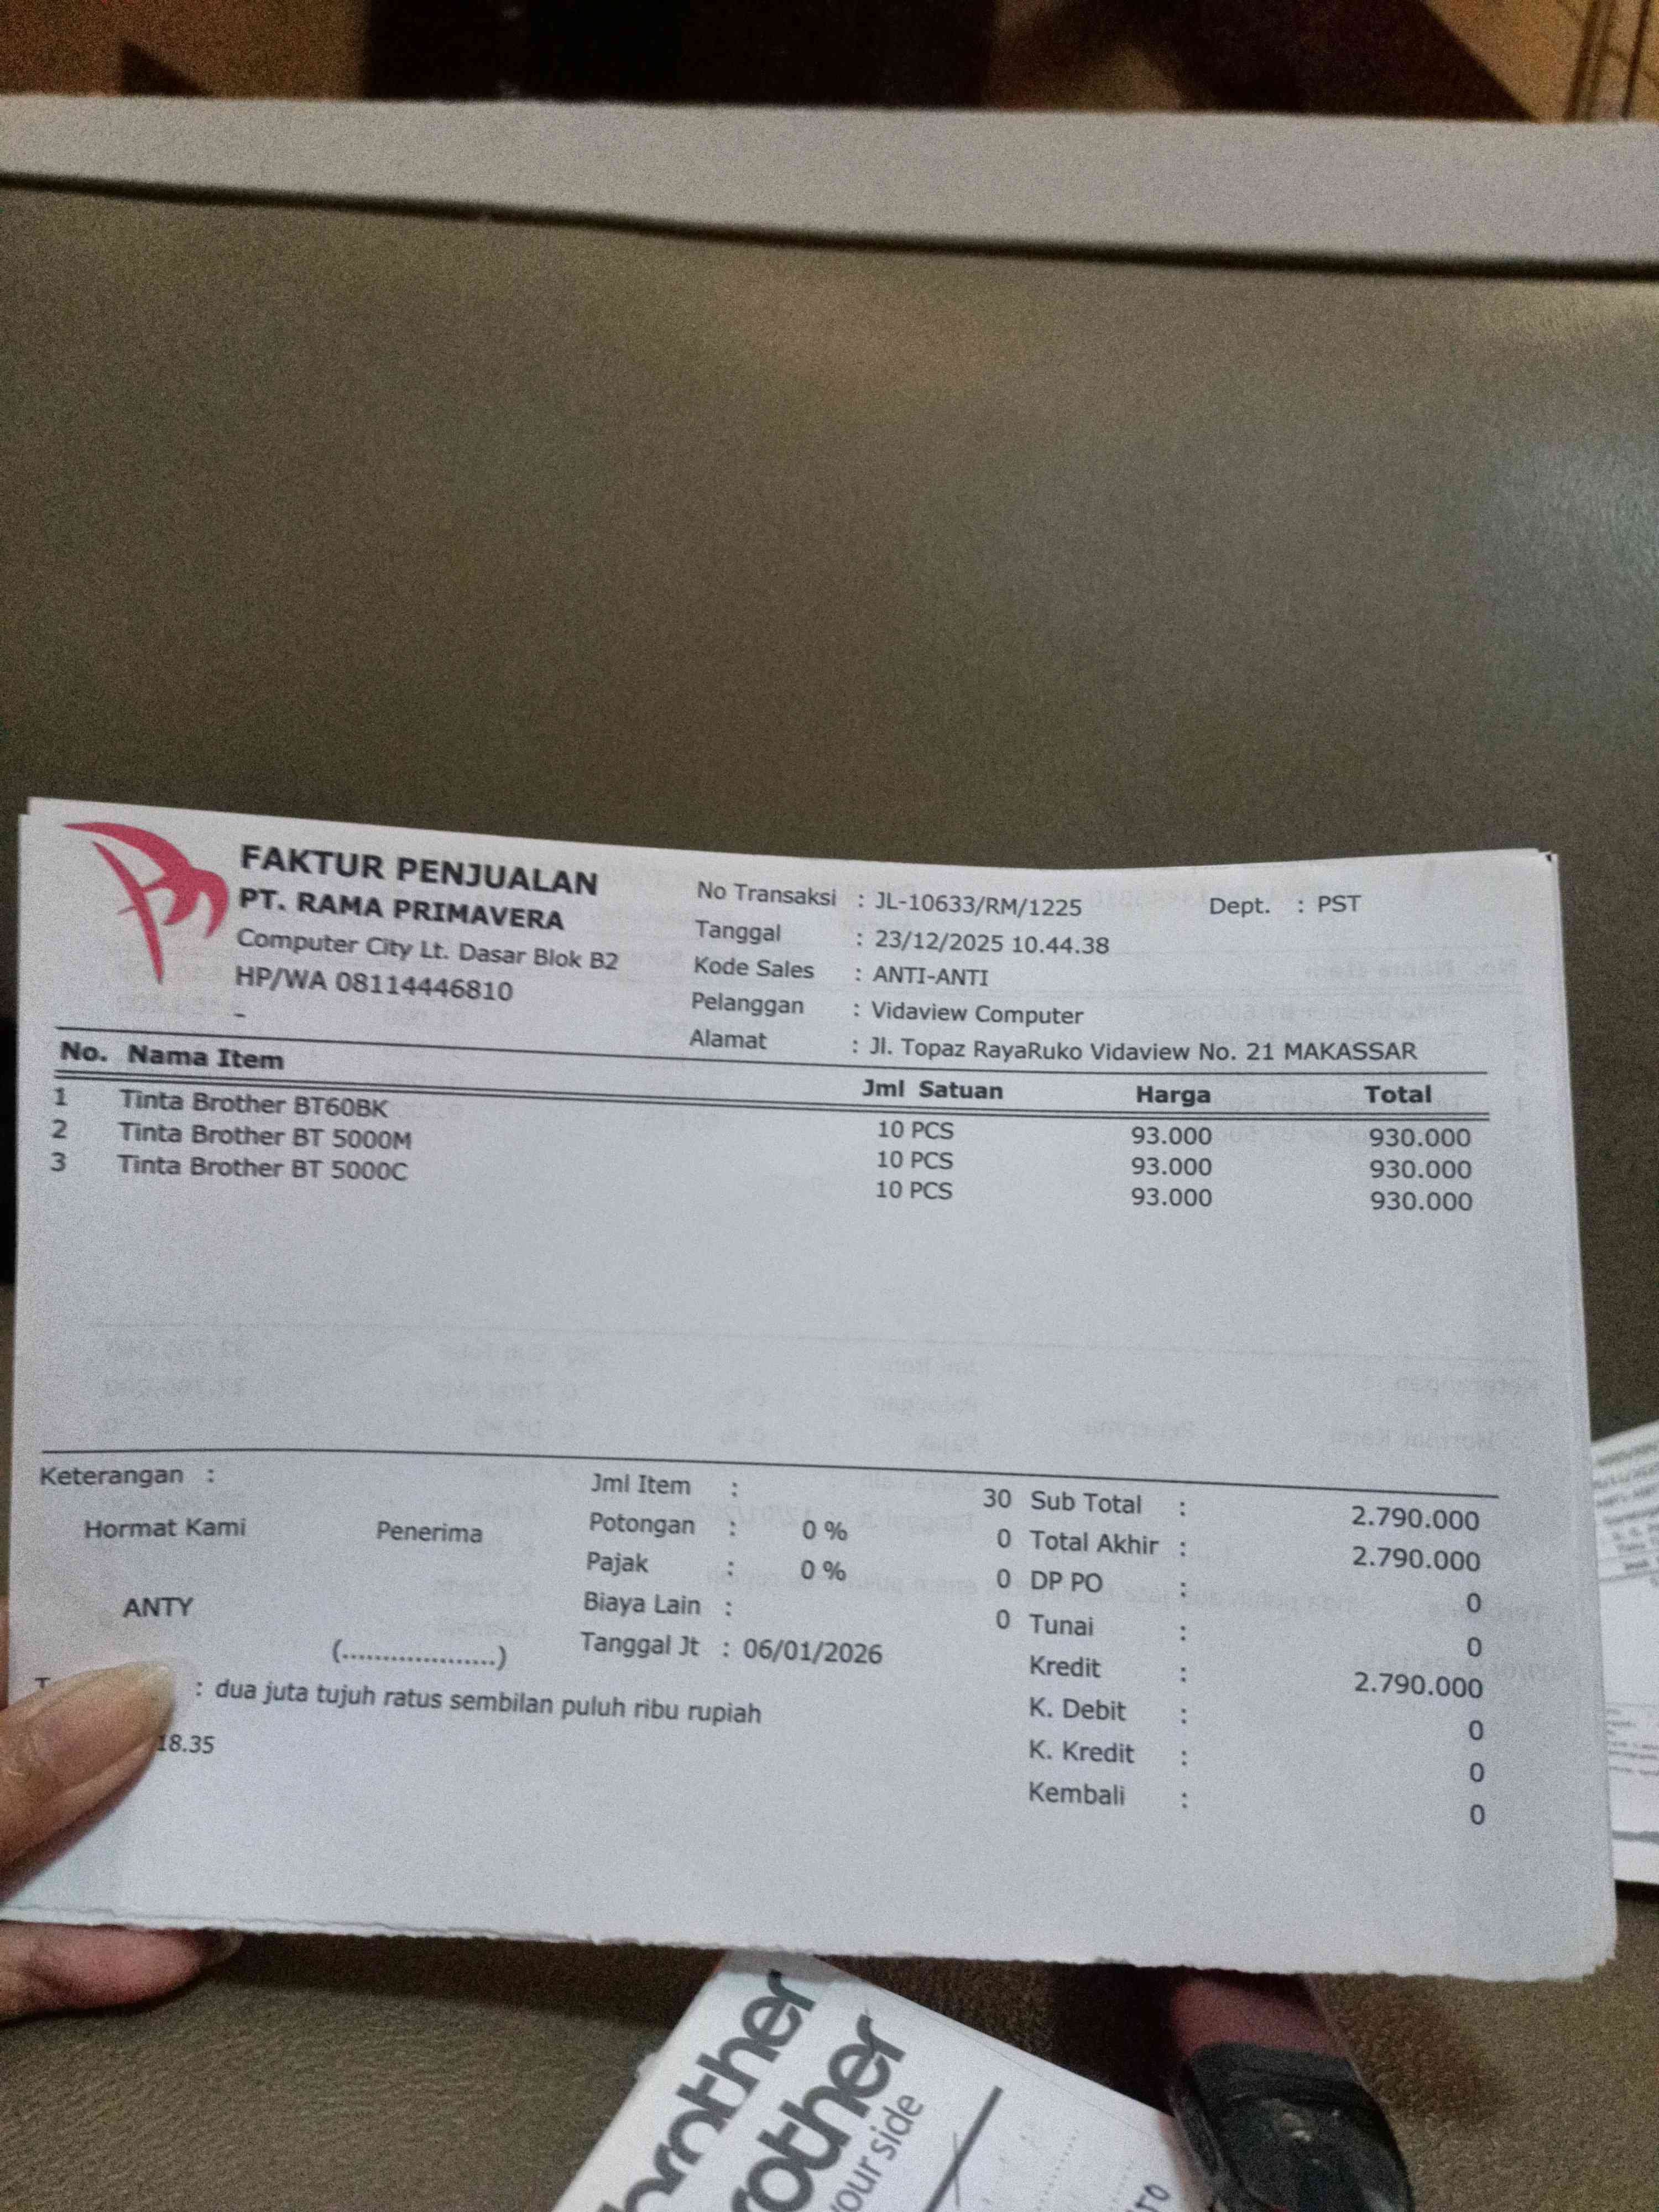 FAKTUR PENJUALAN
PT. RAMA PRIMAVERA
Computer City Lt. Dasar Blok B2
HP/WA 08114446810
-
No Transaksi : JL-10633/RM/1225 Dept. : PST
Tanggal : 23/12/2025 10.44.38
Kode Sales : ANTI-ANTI
Pelanggan : Vidaview Computer
Alamat : Jl. Topaz RayaRuko Vidaview No. 21 MAKASSAR
No. Nama Item Jml Satuan Harga Total
1 Tinta Brother BT60BK 10 PCS 93.000 930.000
2 Tinta Brother BT 5000M 10 PCS 93.000 930.000
3 Tinta Brother BT 5000C 10 PCS 93.000 930.000
Keterangan :
Hormat Kami Penerima
ANTY
(...................)
Jml Item : 30
Potongan : 0 % 0
Pajak : 0 % 0
Biaya Lain : 0
Tanggal Jt : 06/01/2026
Sub Total : 2.790.000
Total Akhir : 2.790.000
DP PO : 0
Tunai : 0
Kredit : 2.790.000
K. Debit : 0
K. Kredit : 0
Kembali : 0
: dua juta tujuh ratus sembilan puluh ribu rupiah
18.35
brother
rother
your side